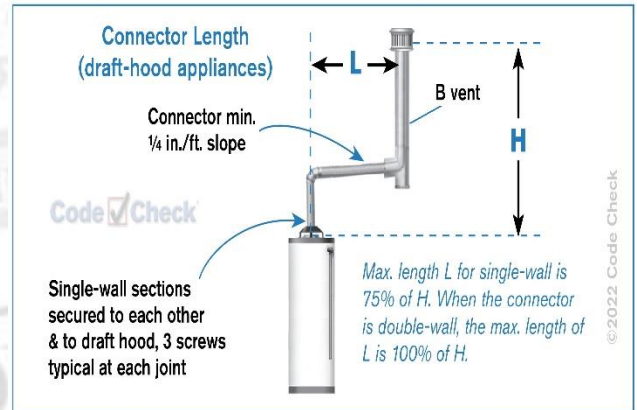 Connector Length
(draft-hood appliances)
L
B vent
Connector min.
¼ in./ft. slope
H
Code Check
Single-wall sections
secured to each other
& to draft hood, 3 screws
typical at each joint
Max. length L for single-wall is
75% of H. When the connector
is double-wall, the max. length of
L is 100% of H.
©2022 Code Check